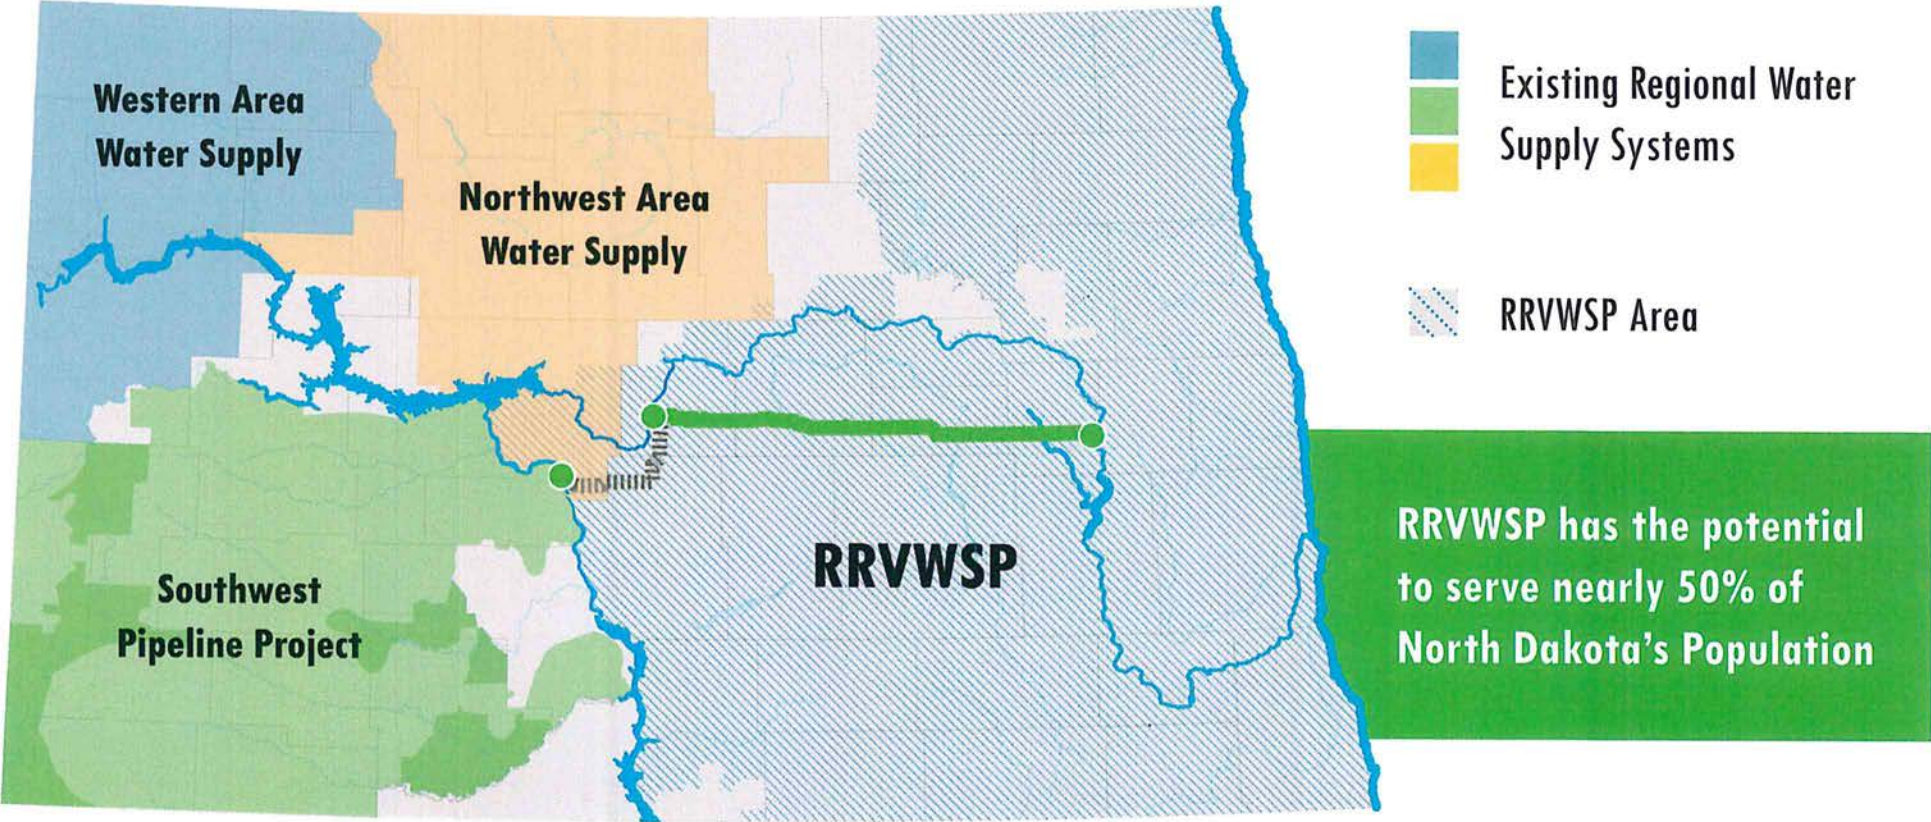 Western Area
Water Supply
Northwest Area
Water Supply
Southwest
Pipeline Project
RRVWSP
Existing Regional Water
Supply Systems
RRVWSP Area
RRVWSP has the potential
to serve nearly 50% of
North Dakota's Population